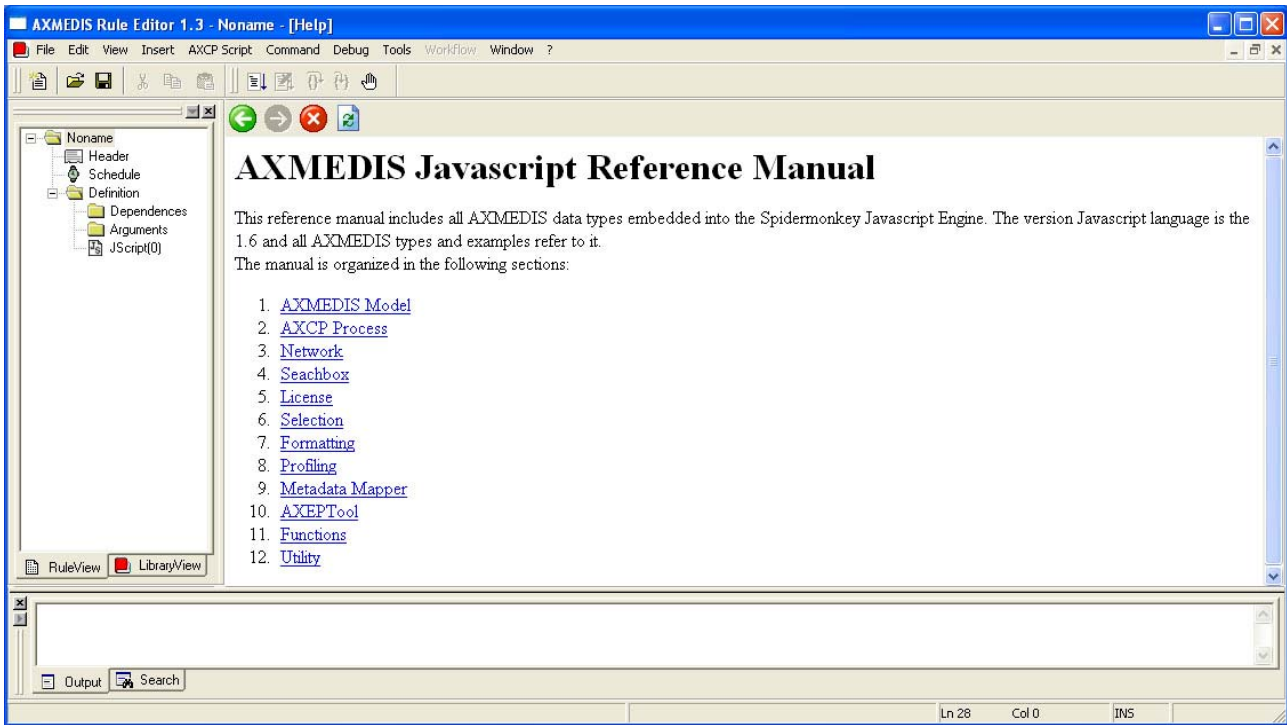 AXMEDIS Rule Editor 1.3 - Noname - [Help]
File Edit View Insert AXCP Script Command Debug Tools Workflow Window ?
Noname
Header
Schedule
Definition
Dependences
Arguments
JScript(0)
RuleView LibraryView
AXMEDIS Javascript Reference Manual
This reference manual includes all AXMEDIS data types embedded into the Spidermonkey Javascript Engine. The version Javascript language is the
1.6 and all AXMEDIS types and examples refer to it.
The manual is organized in the following sections:
1. AXMEDIS Model
2. AXCP Process
3. Network
4. Seachbox
5. License
6. Selection
7. Formatting
8. Profiling
9. Metadata Mapper
10. AXEPTool
11. Functions
12. Utility
Output Search
Ln 28 Col 0 INS